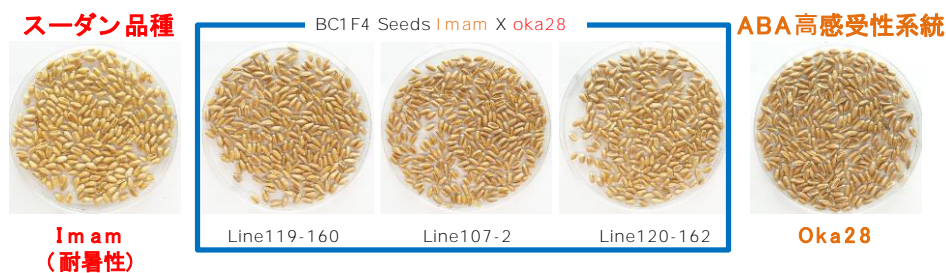 スーダン品種
BC1F4 Seeds Imam X oka28
ABA高感受性系統
Imam
(耐暑性)
Line119-160
Line107-2
Line120-162
Oka28